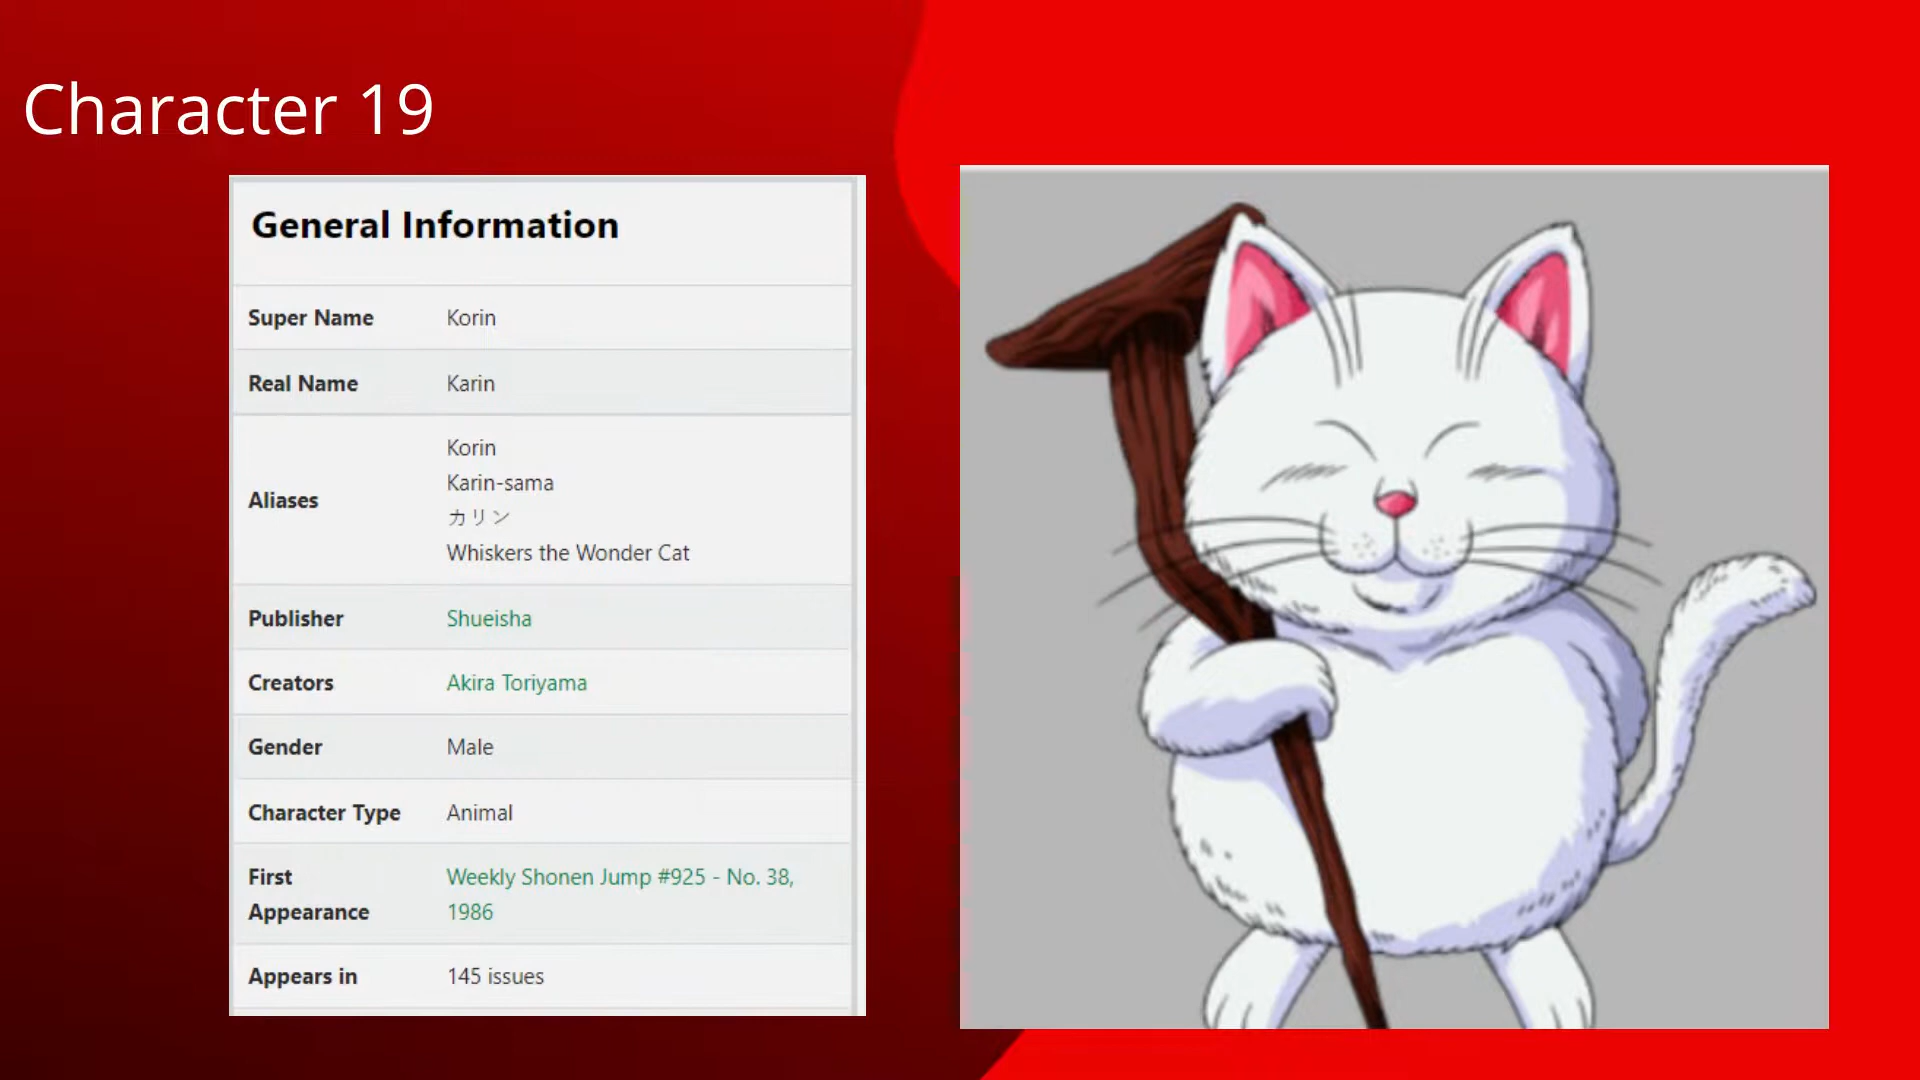 Character 19
General Information
Super Name Korin
Real Name Karin
Aliases
Korin
Karin-sama
カリン
Whiskers the Wonder Cat
Publisher Shueisha
Creators Akira Toriyama
Gender Male
Character Type Animal
First Appearance
Weekly Shonen Jump #925 - No. 38,
1986
Appears in 145 issues